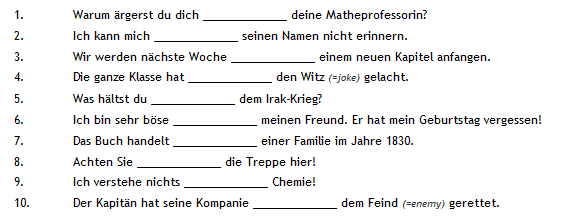 1. Warum ärgerst du dich ____________ deine Matheprofessorin?
2. Ich kann mich ____________ seinen Namen nicht erinnern.
3. Wir werden nächste Woche ____________ einem neuen Kapitel anfangen.
4. Die ganze Klasse hat ____________ den Witz (=joke) gelacht.
5. Was hältst du ____________ dem Irak-Krieg?
6. Ich bin sehr böse ____________ meinen Freund. Er hat mein Geburtstag vergessen!
7. Das Buch handelt ____________ einer Familie im Jahre 1830.
8. Achten Sie ____________ die Treppe hier!
9. Ich verstehe nichts ____________ Chemie!
10. Der Kapitän hat seine Kompanie ____________ dem Feind (=enemy) gerettet.